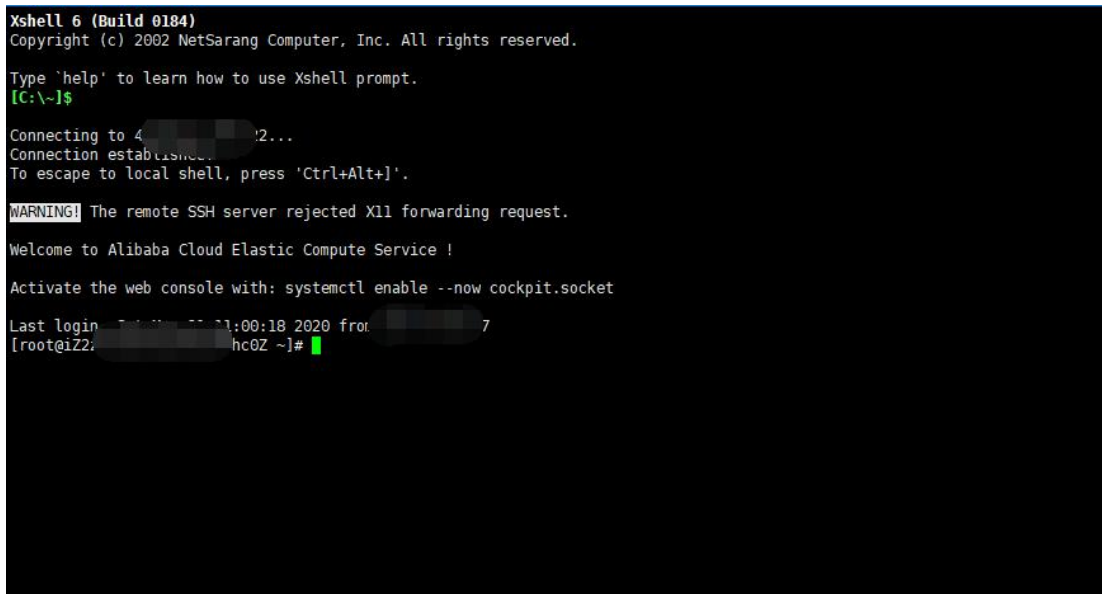 Xshell 6 (Build 0184)
Copyright (c) 2002 NetSarang Computer, Inc. All rights reserved.
Type `help' to learn how to use Xshell prompt.
[C:\~]$
Connecting to
Connection
To escape to local shell, press 'Ctrl+Alt+]'.
WARNING! The remote SSH server rejected X11 forwarding request.
Welcome to Alibaba Cloud Elastic Compute Service !
Activate the web console with: systemctl enable --now cockpit.socket
Last login 2020 from
~]#